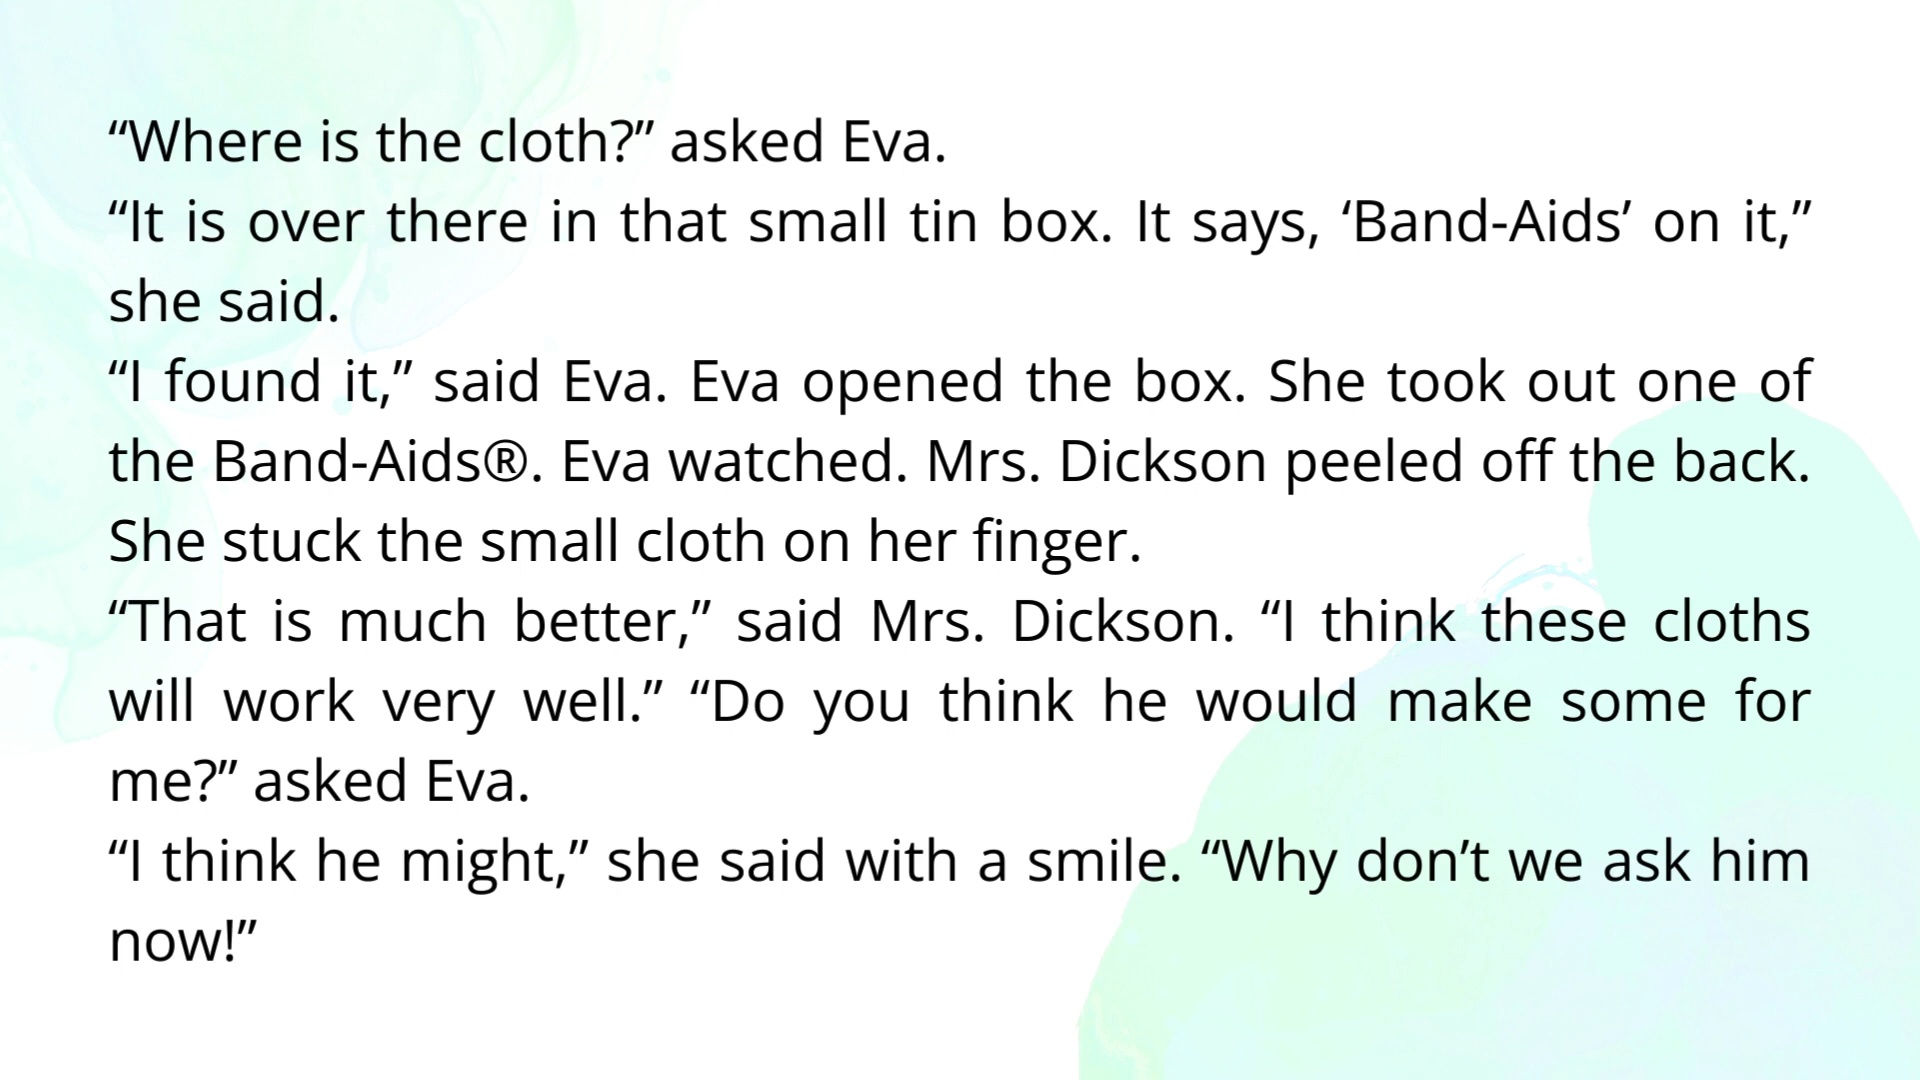 “Where is the cloth?” asked Eva.
“It is over there in that small tin box. It says, ‘Band-Aids’ on it,”
she said.
“I found it,” said Eva. Eva opened the box. She took out one of
the Band-Aids®. Eva watched. Mrs. Dickson peeled off the back.
She stuck the small cloth on her finger.
“That is much better,” said Mrs. Dickson. “I think these cloths
will work very well.” “Do you think he would make some for
me?” asked Eva.
“I think he might,” she said with a smile. “Why don’t we ask him
now!”